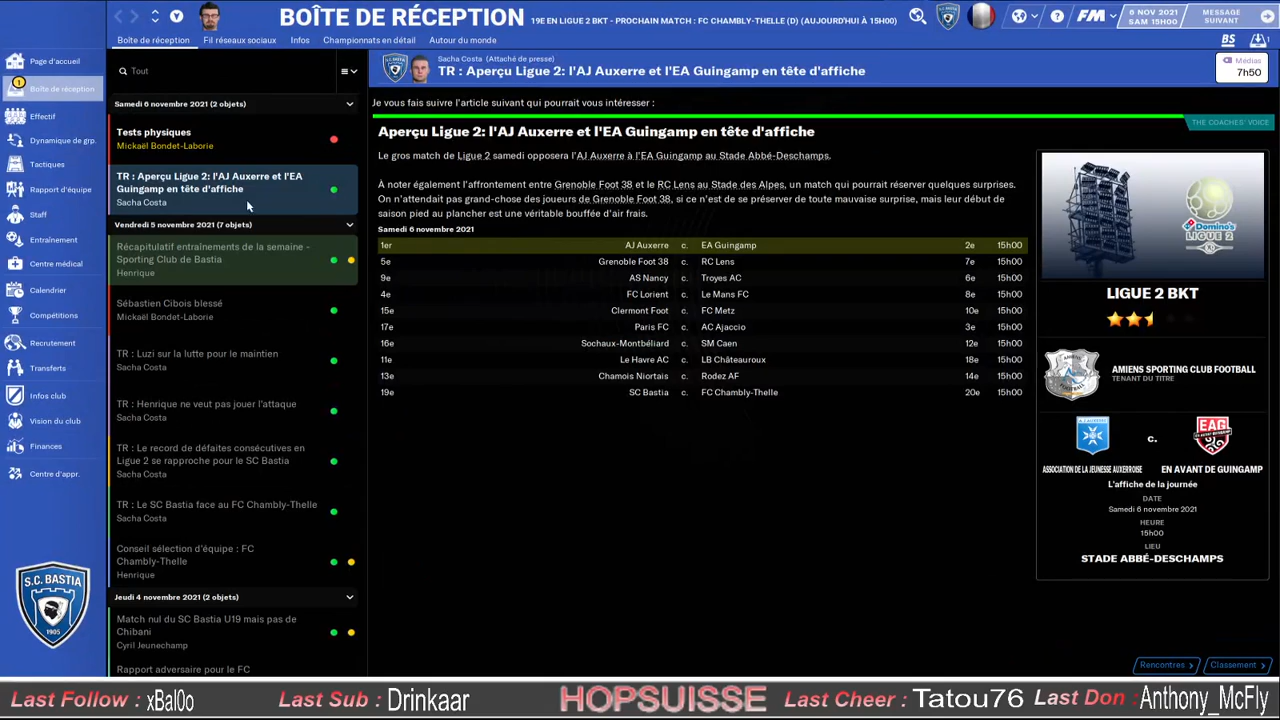 BOÎTE DE RÉCEPTION
19E EN LIGUE 2 BKT - PROCHAIN MATCH : FC CHAMBLY-THELLE (D) (AUJOURD'HUI À 15H00)
FM
6 NOV 2021
SAM 15H00
MESSAGE SUIVANT
Boîte de réception
Fil réseaux sociaux
Infos
Championnats en détail
Autour du monde
BS
1
Page d'accueil
1
Boîte de réception
Effectif
Dynamique de grp.
Tactiques
Rapport d'équipe
Staff
Entraînement
Centre médical
Calendrier
Compétitions
Recrutement
Transferts
Infos club
Vision du club
Finances
Centre d'appr.
S.C. BASTIA
1905
Tout
Samedi 6 novembre 2021 (2 objets)
Tests physiques
Mickaël Bondet-Laborie
TR : Aperçu Ligue 2: l'AJ Auxerre et l'EA
Guingamp en tête d'affiche
Sacha Costa
Vendredi 5 novembre 2021 (7 objets)
Récapitulatif entraînements de la semaine -
Sporting Club de Bastia
Henrique
Sébastien Cibois blessé
Mickaël Bondet-Laborie
TR : Luzi sur la lutte pour le maintien
Sacha Costa
TR : Henrique ne veut pas jouer l'attaque
Sacha Costa
TR : Le record de défaites consécutives en
Ligue 2 se rapproche pour le SC Bastia
Sacha Costa
TR : Le SC Bastia face au FC Chambly-Thelle
Sacha Costa
Conseil sélection d'équipe : FC
Chambly-Thelle
Henrique
Jeudi 4 novembre 2021 (2 objets)
Match nul du SC Bastia U19 mais pas de
Chibani
Cyril Jeunechamp
Rapport adversaire pour le FC
Sacha Costa (Attaché de presse)
TR : Aperçu Ligue 2: l'AJ Auxerre et l'EA Guingamp en tête d'affiche
Médias
7h50
Je vous fais suivre l'article suivant qui pourrait vous intéresser :
THE COACHES' VOICE
Aperçu Ligue 2: l'AJ Auxerre et l'EA Guingamp en tête d'affiche
Le gros match de Ligue 2 samedi opposera l'AJ Auxerre à l'EA Guingamp au Stade Abbé-Deschamps.
À noter également l'affrontement entre Grenoble Foot 38 et le RC Lens au Stade des Alpes, un match qui pourrait réserver quelques surprises.
On n'attendait pas grand-chose des joueurs de Grenoble Foot 38, si ce n'est de se préserver de toute mauvaise surprise, mais leur début de
saison pied au plancher est une véritable bouffée d'air frais.
Samedi 6 novembre 2021
1er AJ Auxerre c. EA Guingamp 2e 15h00
5e Grenoble Foot 38 c. RC Lens 7e 15h00
9e AS Nancy c. Troyes AC 6e 15h00
4e FC Lorient c. Le Mans FC 8e 15h00
15e Clermont Foot c. FC Metz 10e 15h00
17e Paris FC c. AC Ajaccio 3e 15h00
16e Sochaux-Montbéliard c. SM Caen 12e 15h00
11e Le Havre AC c. LB Châteauroux 18e 15h00
13e Chamois Niortais c. Rodez AF 14e 15h00
19e SC Bastia c. FC Chambly-Thelle 20e 15h00
Domino's
LIGUE 2
LIGUE 2 BKT
AMIENS SPORTING CLUB FOOTBALL
TENANT DU TITRE
c.
EAG
ASSOCIATION DE LA JEUNESSE AUXERROISE
EN AVANT DE GUINGAMP
L'affiche de la journée
DATE
Samedi 6 novembre 2021
HEURE
15h00
LIEU
STADE ABBÉ-DESCHAMPS
Rencontres >
Classement >
Last Follow : xBal0o
Last Sub : Drinkaar
HOPSUISSE
Last Cheer : Tatou76
Last Don : Anthony_McFly